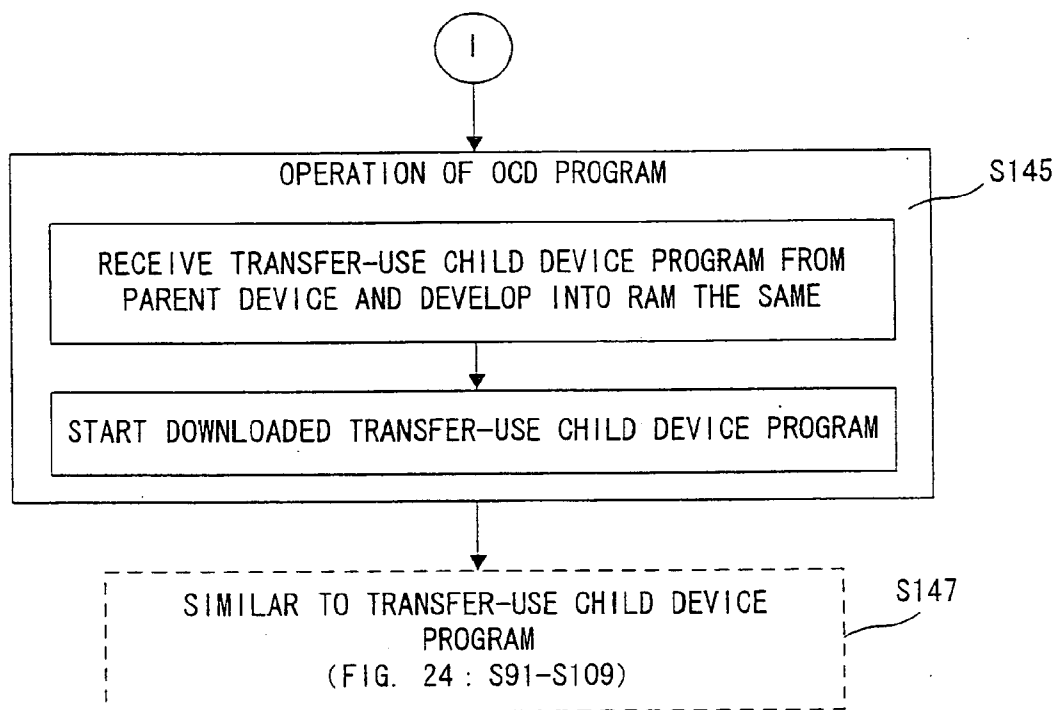 I
OPERATION OF OCD PROGRAM
S145
RECEIVE TRANSFER-USE CHILD DEVICE PROGRAM FROM
PARENT DEVICE AND DEVELOP INTO RAM THE SAME
START DOWNLOADED TRANSFER-USE CHILD DEVICE PROGRAM
S147
SIMILAR TO TRANSFER-USE CHILD DEVICE
PROGRAM
(FIG. 24 : S91-S109)